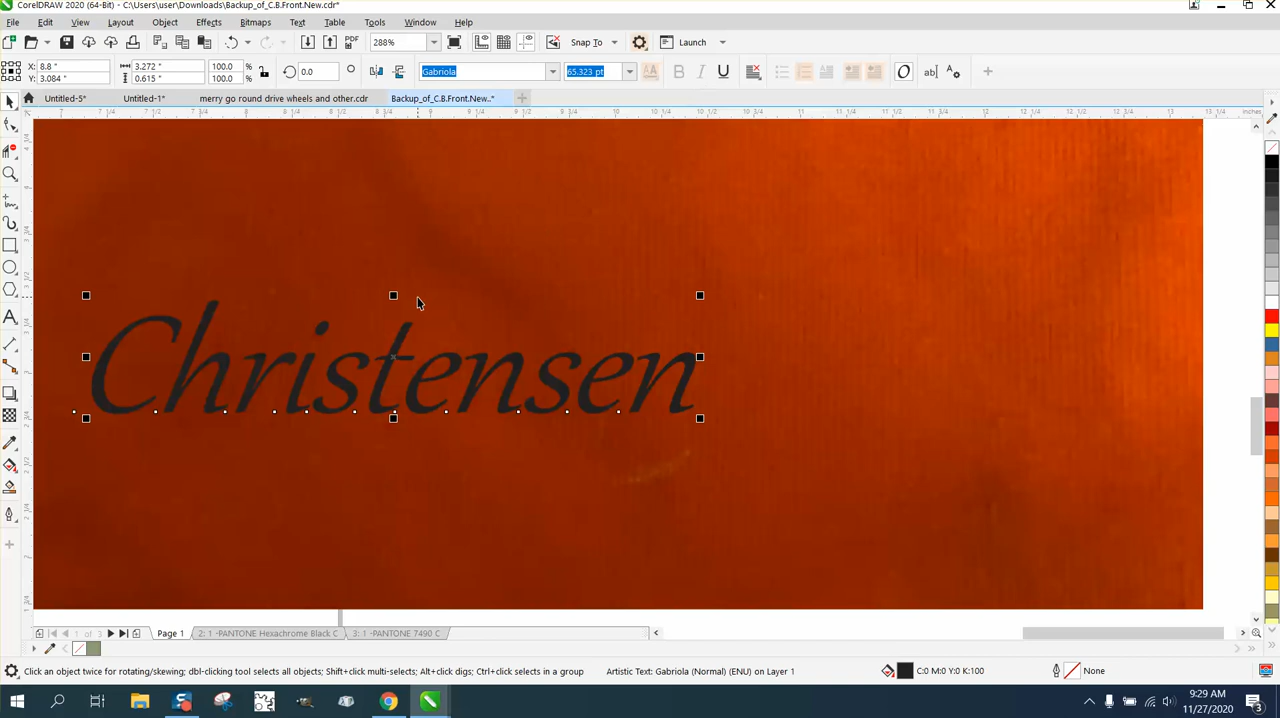 CorelDRAW 2020 (64-Bit) - C:\Users\user\Downloads\Backup_of_C.B.Front.New.cdr*
File Edit View Layout Object Effects Bitmaps Text Table Tools Window Help
288% Snap To Launch
X: 8.8 " 3.272 " 100.0 % 0.0 Gabriola 65.323 pt
Y: 3.084 " 0.615 " 100.0 %
Untitled-5* Untitled-1* merry go round drive wheels and other.cdr Backup_of_C.B.Front.New..*
inches
Christensen
1 of 3 Page 1 2: 1 -PANTONE Hexachrome Black C 3: 1 -PANTONE 7490 C
Click an object twice for rotating/skewing; dbl-clicking tool selects all objects; Shift+click multi-selects; Alt+click digs; Ctrl+click selects in a group Artistic Text: Gabriola (Normal) (ENU) on Layer 1 C:0 M:0 Y:0 K:100 None
9:29 AM
11/27/2020
3